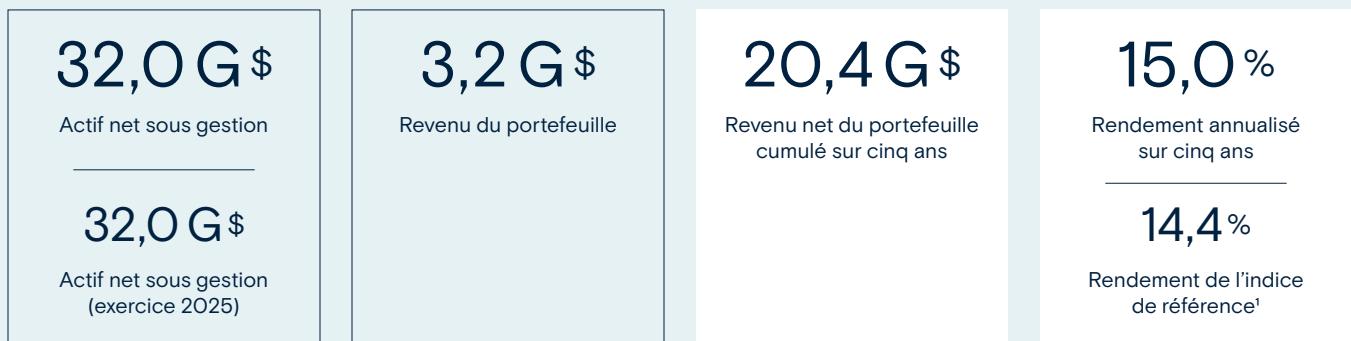 32,0 G $
Actif net sous gestion
32,0 G $
Actif net sous gestion
(exercice 2025)
3,2 G $
Revenu du portefeuille
20,4 G $
Revenu net du portefeuille
cumulé sur cinq ans
15,0 %
Rendement annualisé
sur cinq ans
14,4 %
Rendement de l’indice
de référence¹